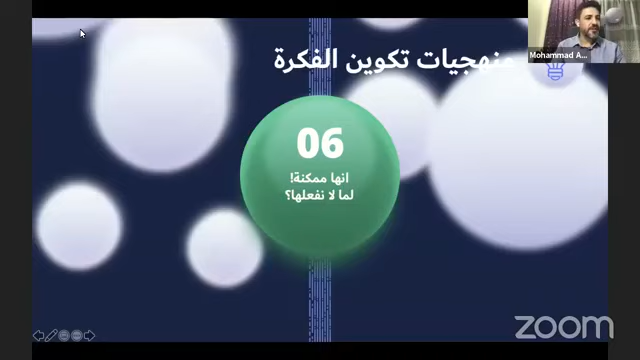 منهجيات تكوين الفكرة
Mohammad A...
06
انها ممكنة!
لما لا نفعلها؟
zoom